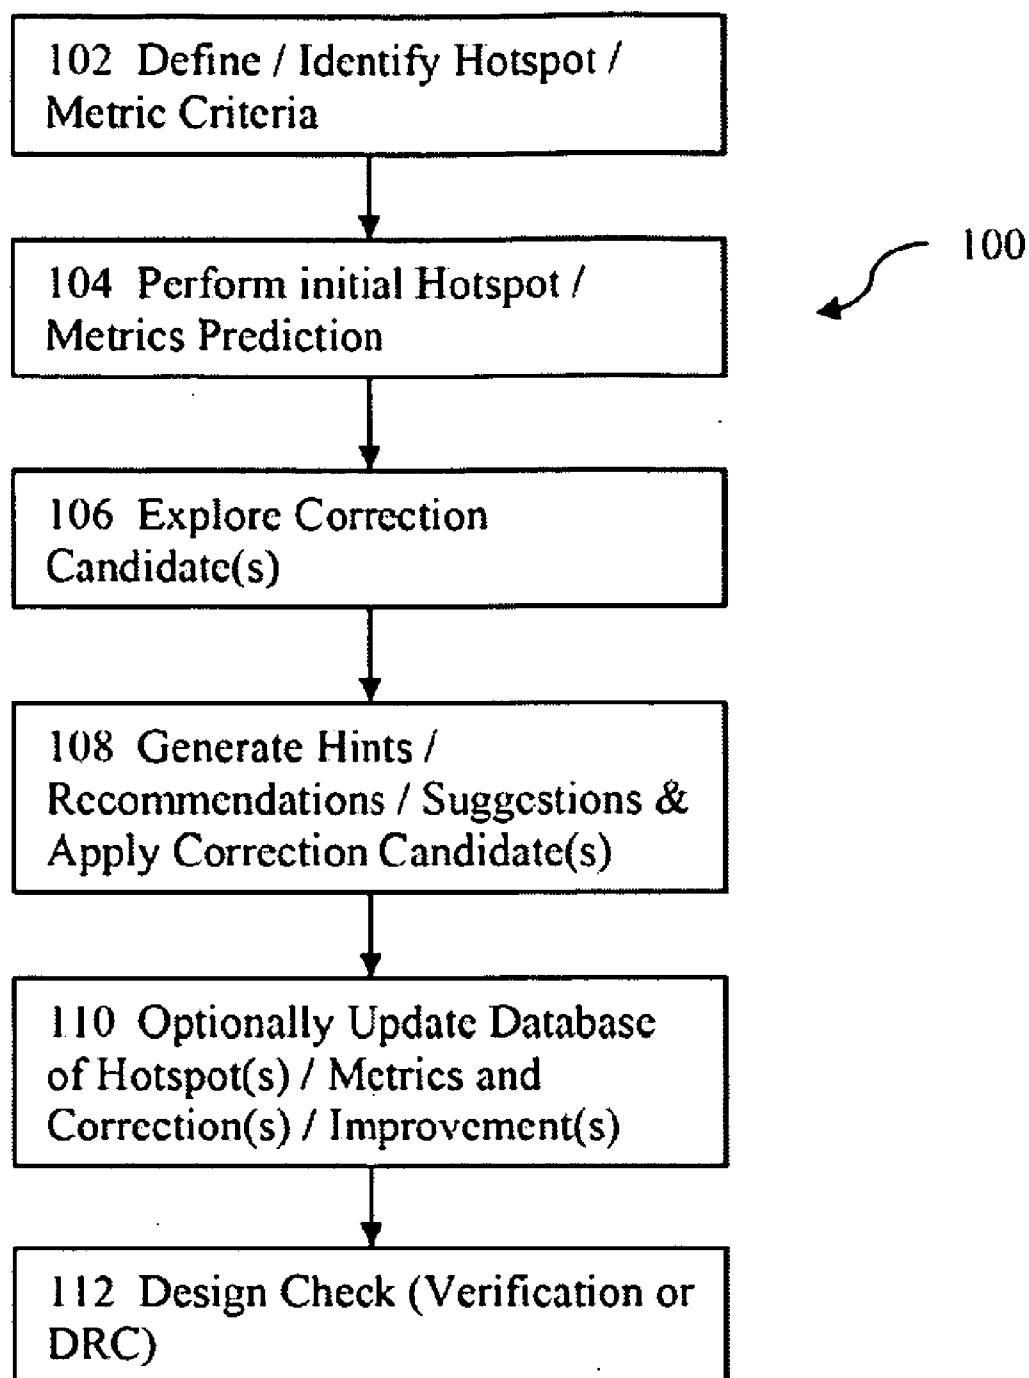 102 Define / Identify Hotspot /
Metric Criteria
100
104 Perform initial Hotspot /
Metrics Prediction
106 Explore Correction
Candidate(s)
108 Generate Hints /
Recommendations / Suggestions &
Apply Correction Candidate(s)
110 Optionally Update Database
of Hotspot(s) / Metrics and
Correction(s) / Improvement(s)
112 Design Check (Verification or
DRC)